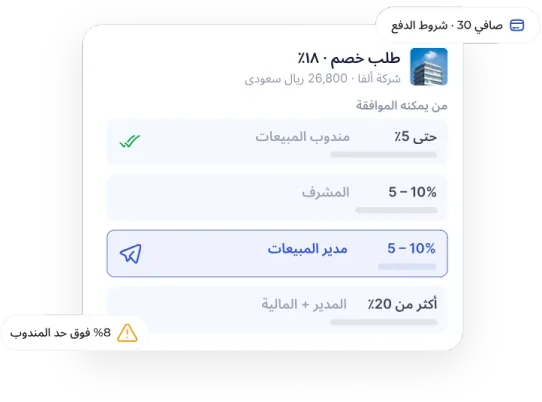 صافي 30 · شروط الدفع
طلب خصم · ١٨٪
شركة ألفا · 26,800 ريال سعودي
من يمكنه الموافقة
حتى 5٪ مندوب المبيعات
5 – 10% المشرف
5 – 10% مدير المبيعات
أكثر من 20٪ المدير + المالية
8% فوق حد المندوب